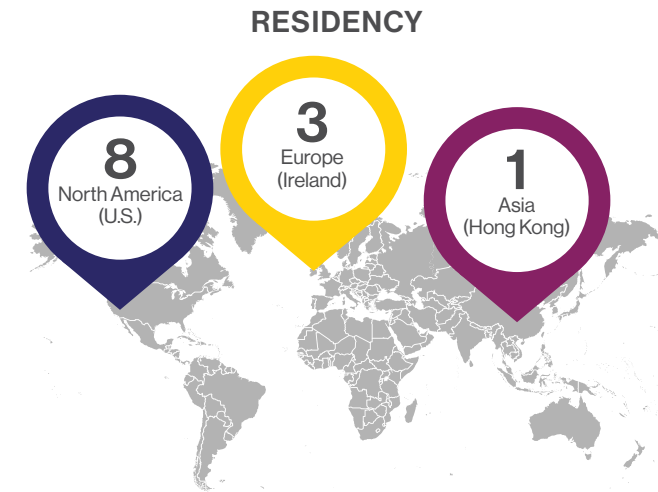 RESIDENCY
8
North America
(U.S.)
3
Europe
(Ireland)
1
Asia
(Hong Kong)